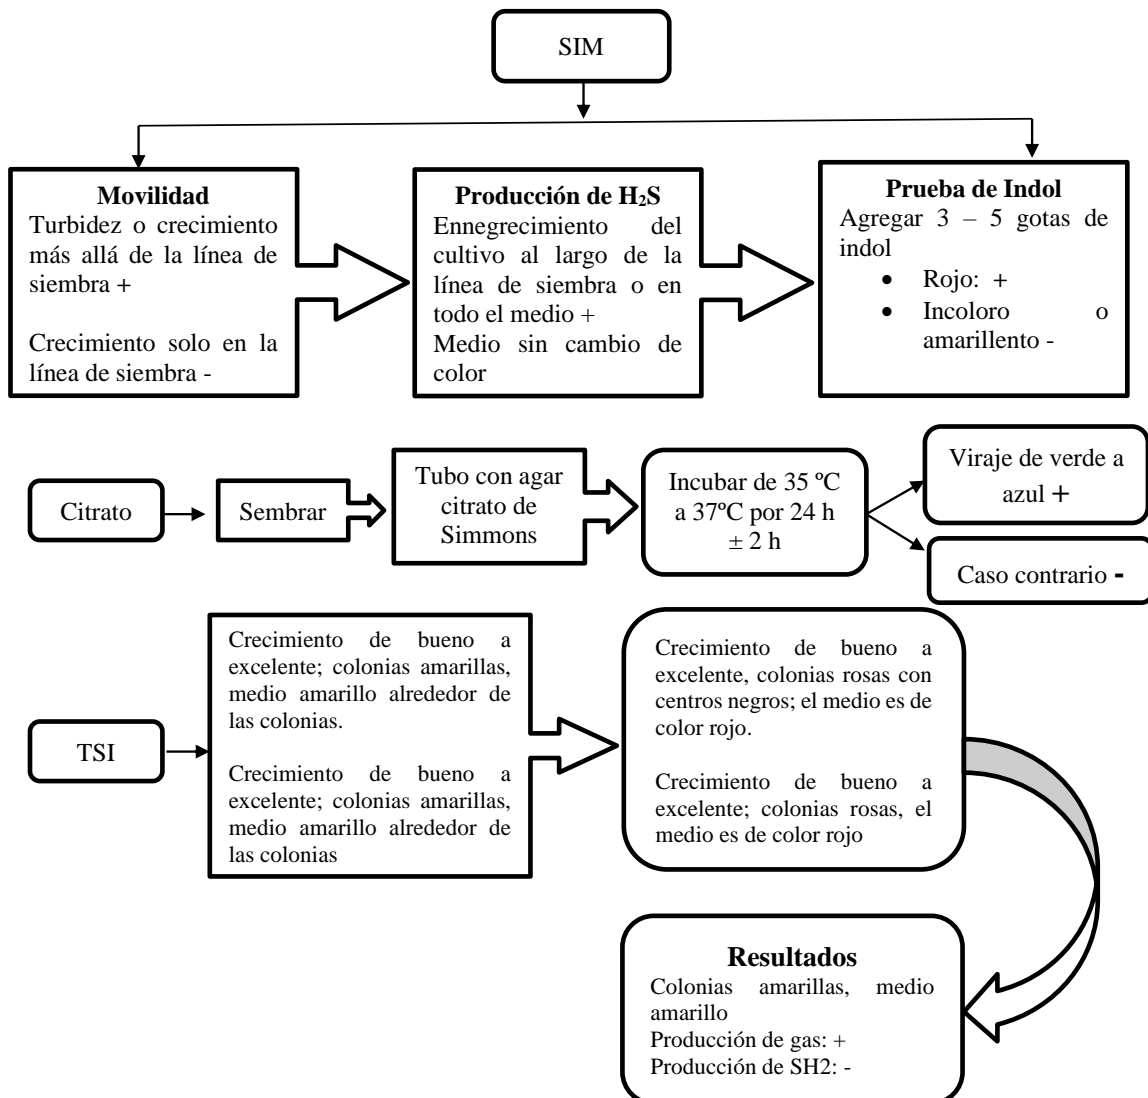 SIM
Movilidad
Turbidez o crecimiento
más allá de la línea de
siembra +
Crecimiento solo en la
línea de siembra -
Producción de H₂S
Ennegrecimiento del
cultivo al largo de la
línea de siembra o en
todo el medio +
Medio sin cambio de
color
Prueba de Indol
Agregar 3 – 5 gotas de
indol
• Rojo: +
• Incoloro o
amarillento -
Citrato
Sembrar
Tubo con agar
citrato de
Simmons
Incubar de 35 ºC
a 37ºC por 24 h
± 2 h
Viraje de verde a
azul +
Caso contrario -
TSI
Crecimiento de bueno a
excelente; colonias amarillas,
medio amarillo alrededor de
las colonias.
Crecimiento de bueno a
excelente; colonias amarillas,
medio amarillo alrededor de
las colonias
Crecimiento de bueno a
excelente, colonias rosas con
centros negros; el medio es de
color rojo.
Crecimiento de bueno a
excelente; colonias rosas, el
medio es de color rojo
Resultados
Colonias amarillas, medio
amarillo
Producción de gas: +
Producción de SH2: -